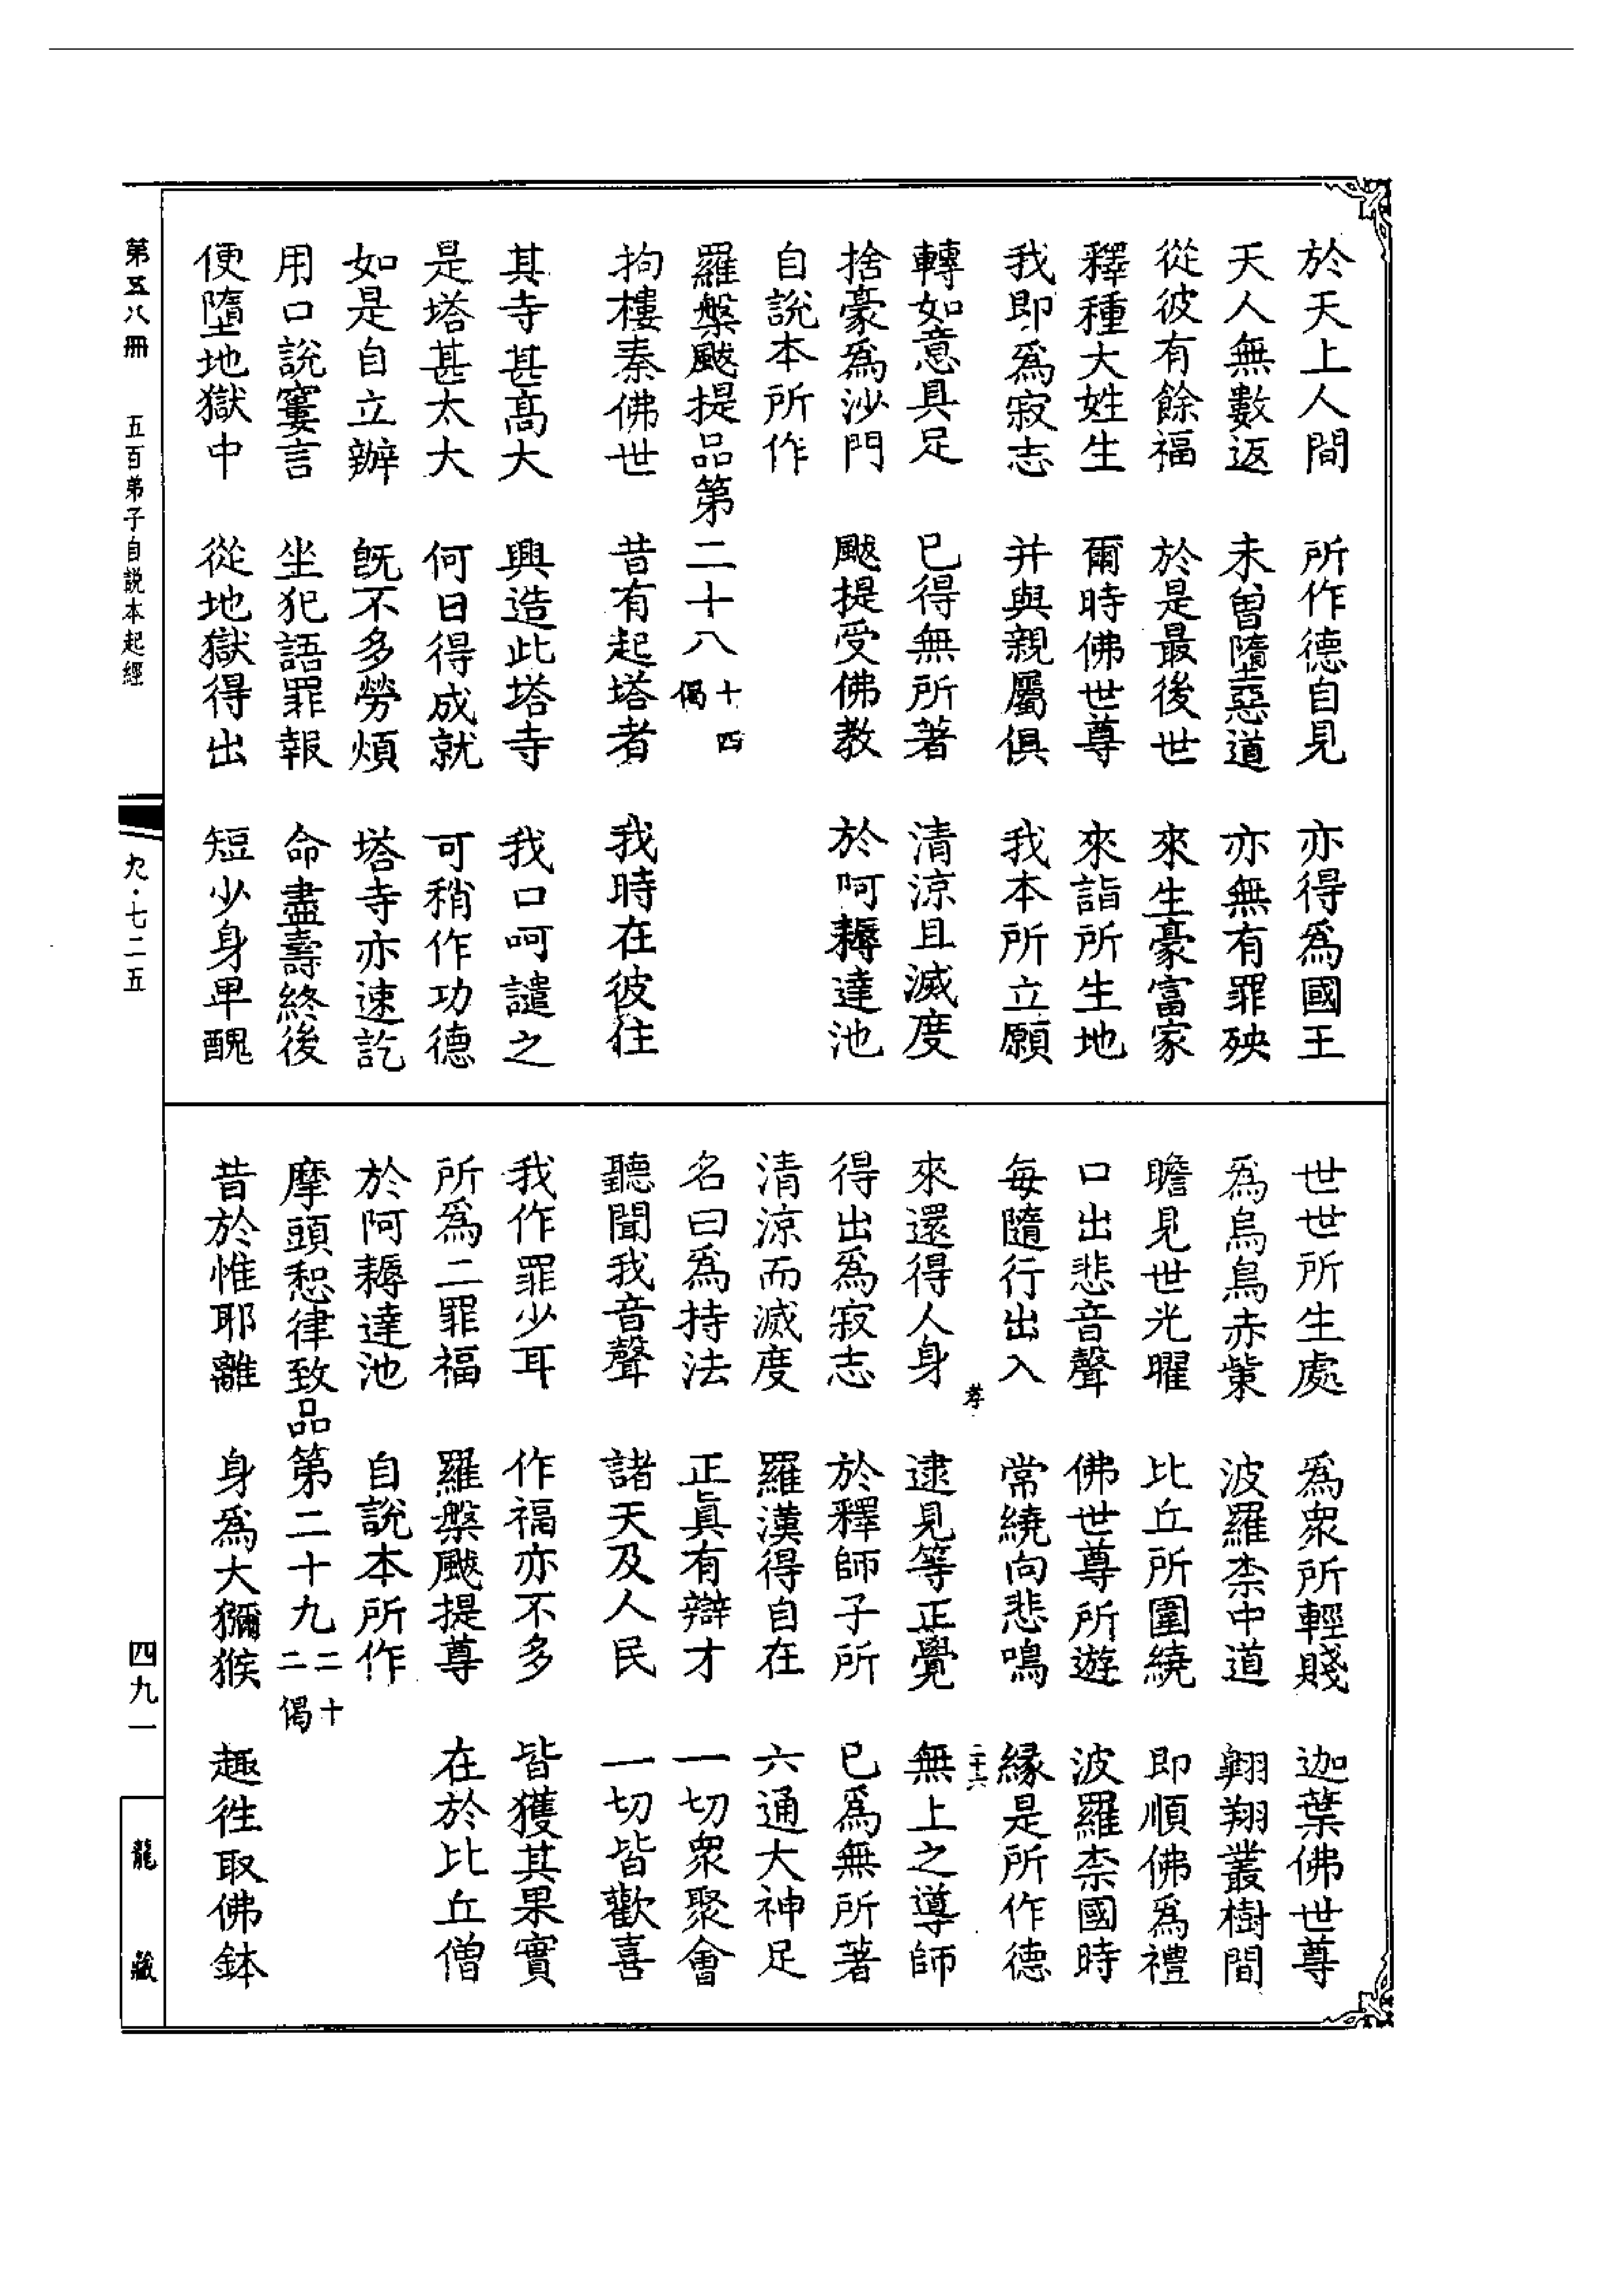 於天上人間　所作德自見　亦得爲國王
天人無數返　未曾墮惡道　亦無有罪殃
從彼有餘福　於是最後世　來生豪富家
釋種大姓生　爾時佛世尊　來詣所生地
我即爲寂志　并與親屬俱　我本所立願
轉如意具足　已得無所著　清涼且滅度
捨豪爲沙門　颰提受佛教　於阿耨達池
自說本所作
羅槃颰提品第二十八十四偈
拘樓秦佛世　昔有起塔者　我時在彼住
其寺甚高大　興造此塔寺　我口呵譴之
是塔甚太大　何日得成就　可稍作功德
如是自立辦　旣不多勞煩　塔寺亦速訖
用口說寠言　坐犯語罪報　命盡壽終後
便墮地獄中　從地獄得出　短少身卑醜
世世所生處　爲衆所輕賤　迦葉佛世尊
爲烏鳥赤㭰　波羅柰中道　翺翔叢樹間
瞻見世光曜　比丘所圍繞　即順佛爲禮
口出悲音聲　佛世尊所遊　波羅柰國時
每隨行出入　常繞向悲鳴　緣是所作德
孝　二十六
來還得人身　逮見等正覺　無上之導師
得出爲寂志　於釋師子所　已爲無所著
清涼而滅度　羅漢得自在　六通大神足
名曰爲持法　正眞有辯才　一切衆聚會
聽聞我音聲　諸天及人民　一切皆歡喜
我作罪少耳　作福亦不多　皆獲其果實
所爲二罪福　羅槃颰提尊　在於比丘僧
於阿耨達池　自說本所作
摩頭惒律致品第二十九二十二偈
昔於惟耶離　身爲大獼猴　趣徃取佛鉢
第五八冊　五百弟子自説本起經　九·七二五　四九一　龍藏